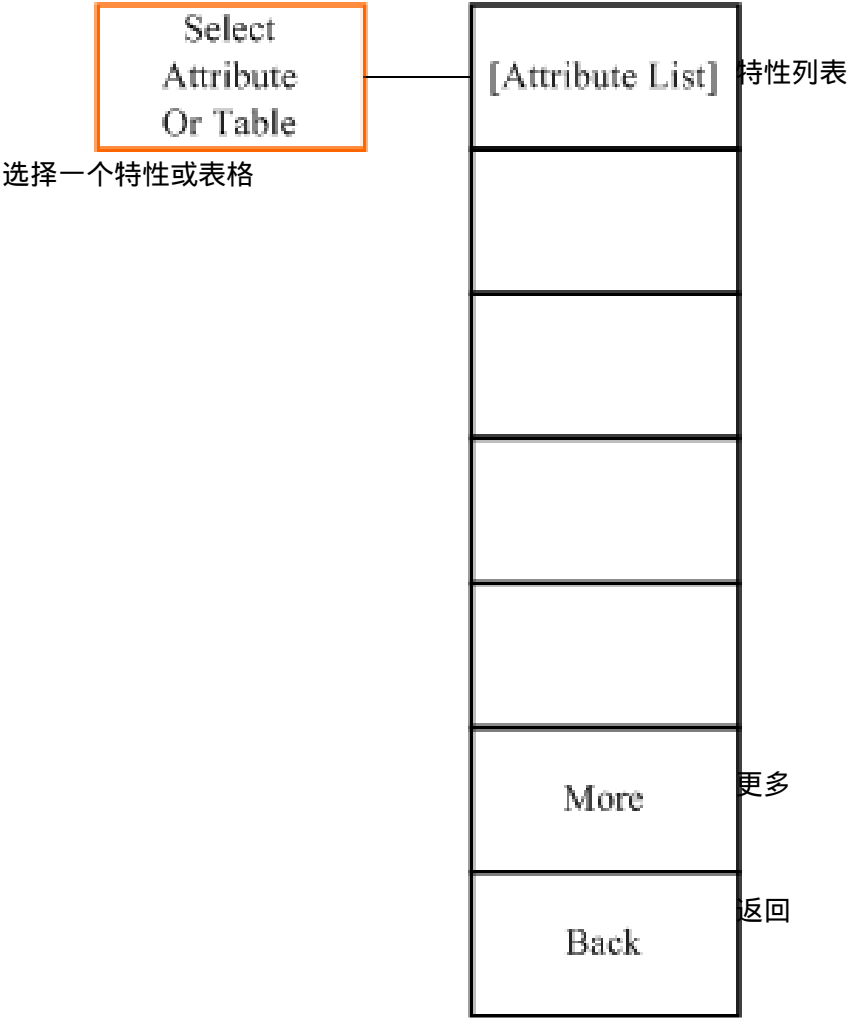 Select
Attribute
Or Table
选择一个特性或表格
[Attribute List]
特性列表
More
更多
Back
返回